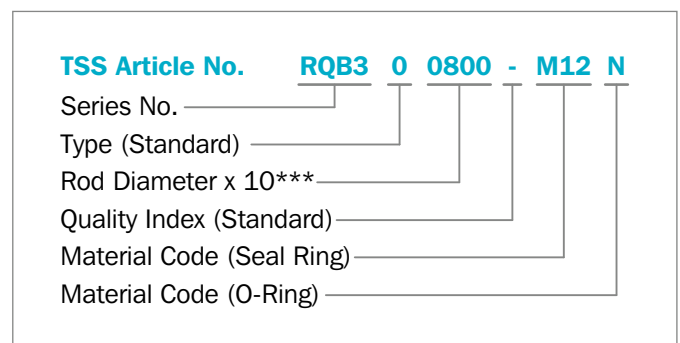 TSS Article No. RQB3 0 0800 - M12 N
Series No.
Type (Standard)
Rod Diameter x 10***
Quality Index (Standard)
Material Code (Seal Ring)
Material Code (O-Ring)